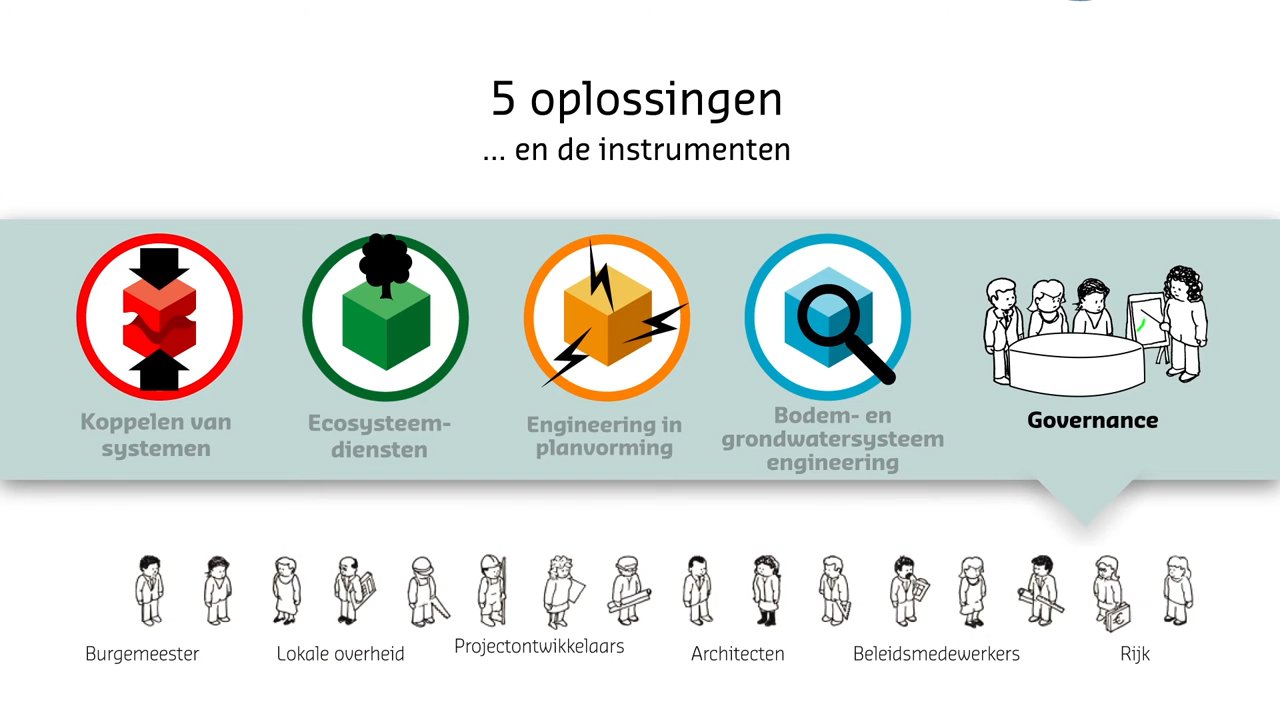 5 oplossingen
... en de instrumenten
Koppelen van
systemen
Ecosysteem-
diensten
Engineering in
planvorming
Bodem- en
grondwatersysteem
engineering
Governance
€
Burgemeester
Lokale overheid
Projectontwikkelaars
Architecten
Beleidsmedewerkers
Rijk